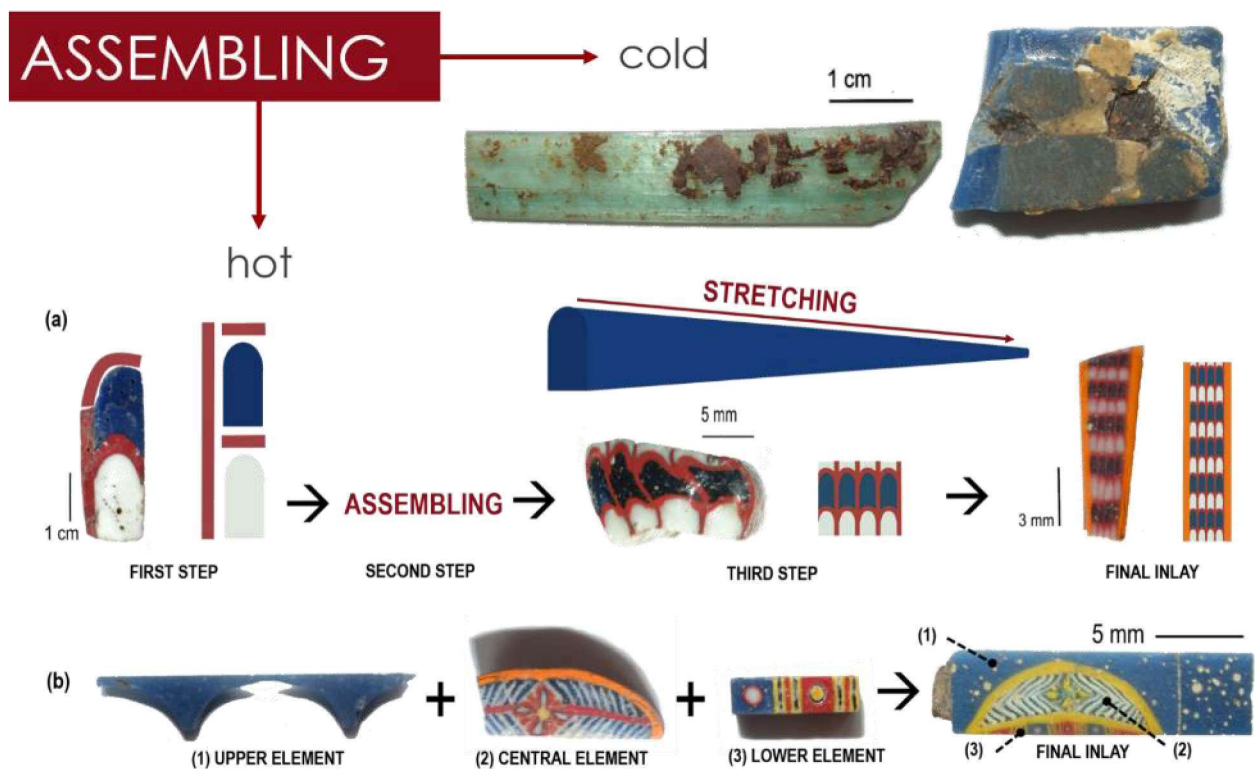 ASSEMBLING
cold
1 cm
hot
(a)
STRETCHING
5 mm
1 cm
ASSEMBLING
3 mm
FIRST STEP
SECOND STEP
THIRD STEP
FINAL INLAY
(b)
(1)
5 mm
+
+
(1) UPPER ELEMENT
(2) CENTRAL ELEMENT
(3) LOWER ELEMENT
(3)
FINAL INLAY
(2)